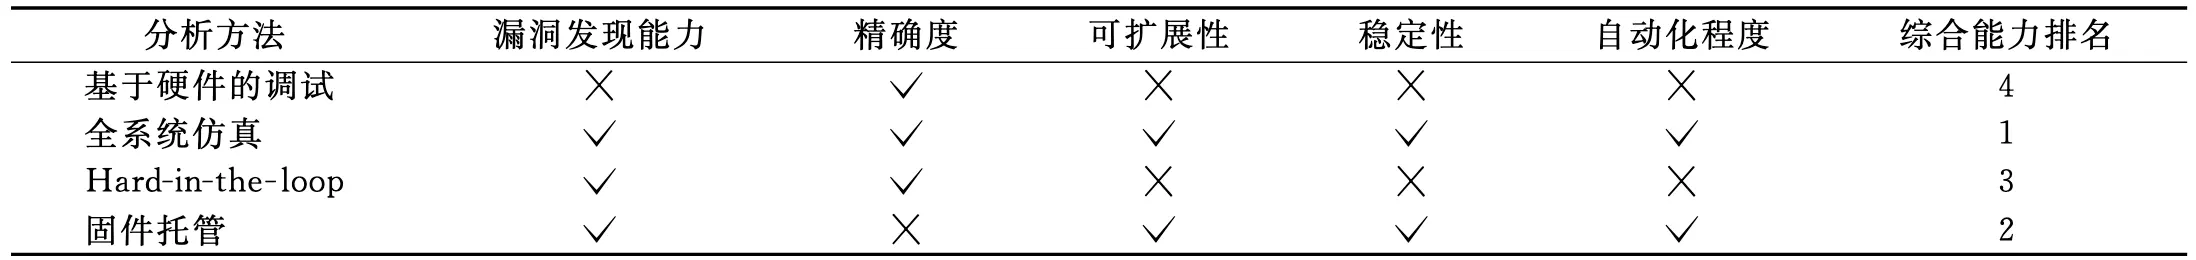 分析方法 漏洞发现能力 精确度 可扩展性 稳定性 自动化程度 综合能力排名
基于硬件的调试 × √ × × × 4
全系统仿真 √ √ √ √ √ 1
Hard-in-the-loop √ √ × × × 3
固件托管 √ × √ √ √ 2